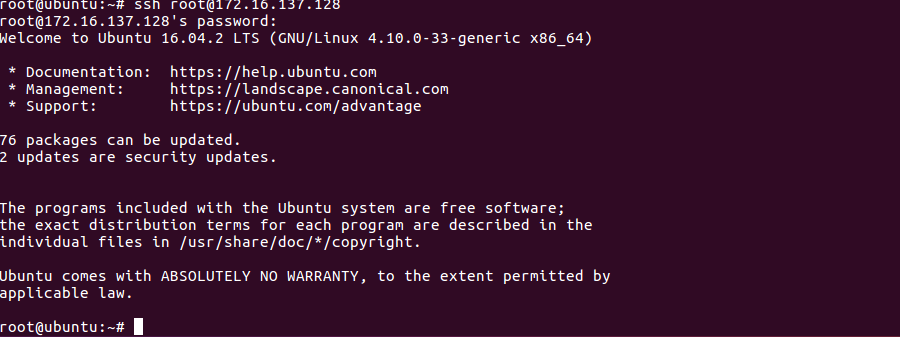 root@ubuntu:~# ssh root@172.16.137.128
root@172.16.137.128's password:
Welcome to Ubuntu 16.04.2 LTS (GNU/Linux 4.10.0-33-generic x86_64)
* Documentation:  https://help.ubuntu.com
* Management:     https://landscape.canonical.com
* Support:        https://ubuntu.com/advantage
76 packages can be updated.
2 updates are security updates.
The programs included with the Ubuntu system are free software;
the exact distribution terms for each program are described in the
individual files in /usr/share/doc/*/copyright.
Ubuntu comes with ABSOLUTELY NO WARRANTY, to the extent permitted by
applicable law.
root@ubuntu:~#